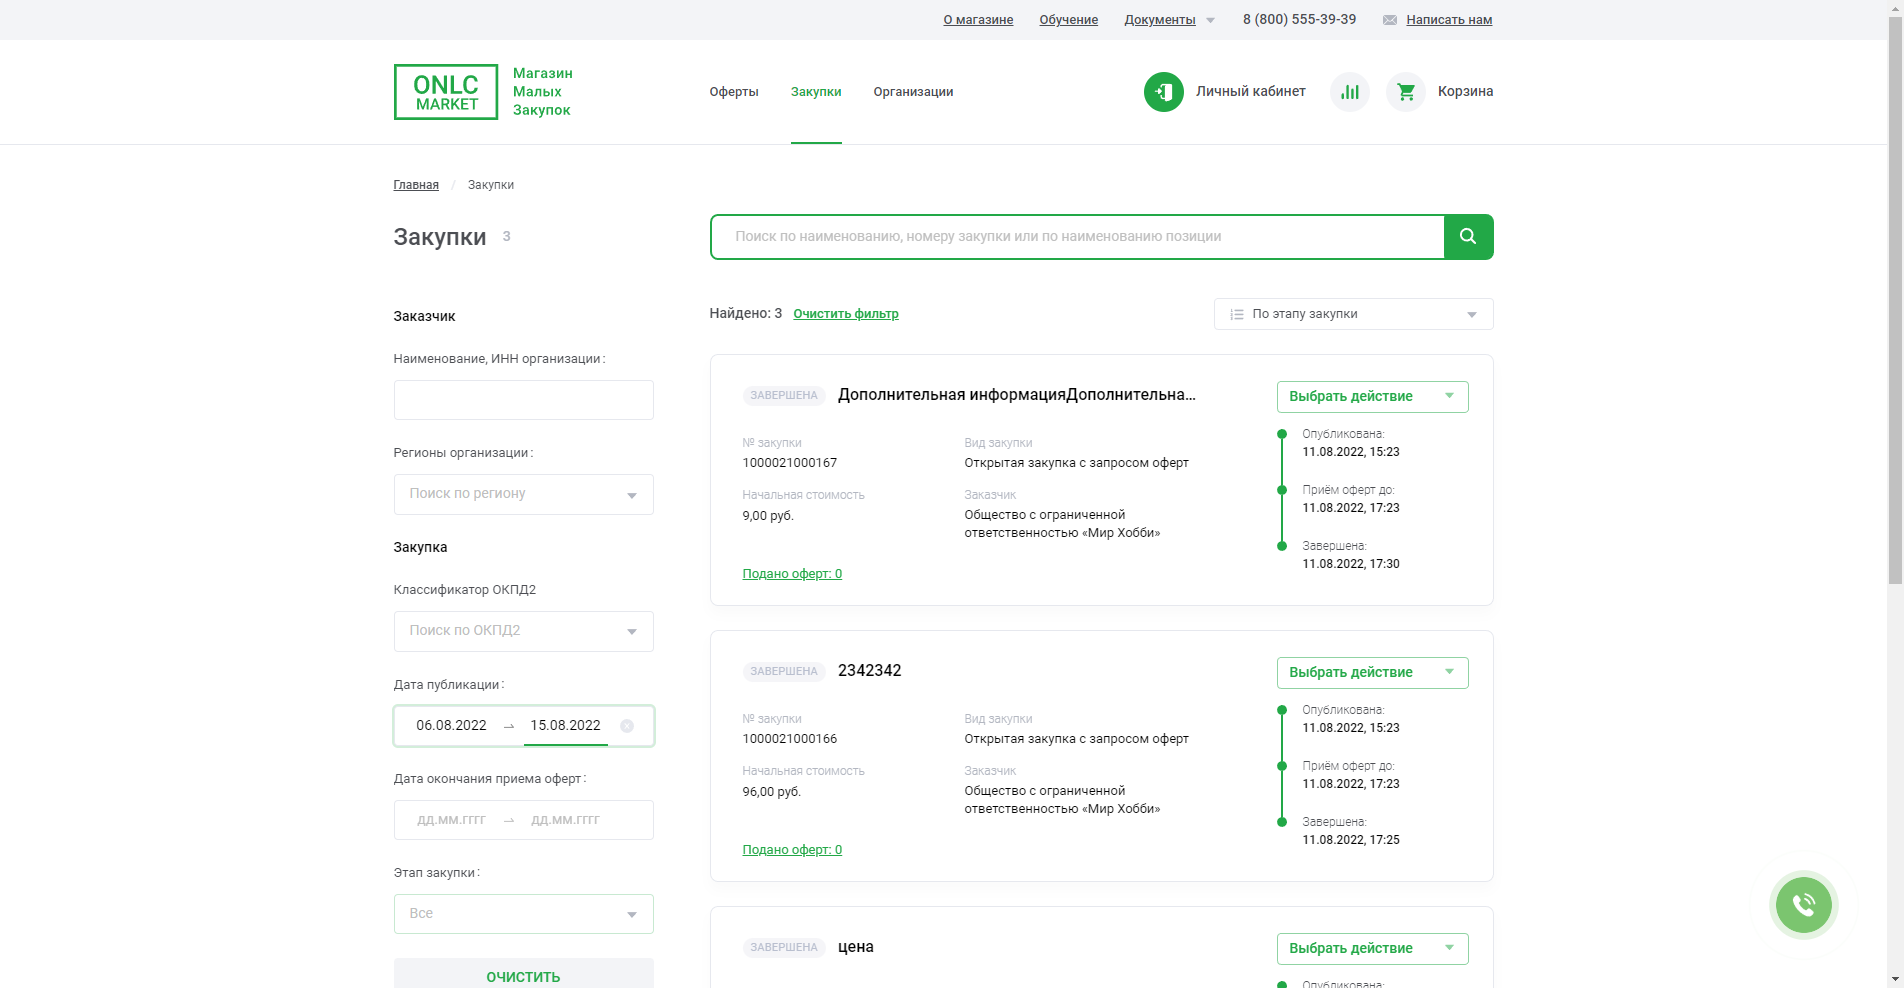 О магазине Обучение Документы 8 (800) 555-39-39 Написать нам
ONLC MARKET
Магазин
Малых
Закупок
Оферты Закупки Организации
Личный кабинет Корзина
Главная / Закупки
Закупки 3
Поиск по наименованию, номеру закупки или по наименованию позиции
Заказчик
Наименование, ИНН организации:
Регионы организации:
Поиск по региону
Закупка
Классификатор ОКПД2
Поиск по ОКПД2
Дата публикации:
06.08.2022 15.08.2022
Дата окончания приема оферт:
дд.мм.гггг дд.мм.гггг
Этап закупки:
Все
ОЧИСТИТЬ
Найдено: 3 Очистить фильтр
По этапу закупки
ЗАВЕРШЕНА Дополнительная информацияДополнительна...
Выбрать действие
№ закупки
1000021000167
Вид закупки
Открытая закупка с запросом оферт
Начальная стоимость
9,00 руб.
Заказчик
Общество с ограниченной
ответственностью «Мир Хобби»
Подано оферт: 0
Опубликована:
11.08.2022, 15:23
Приём оферт до:
11.08.2022, 17:23
Завершена:
11.08.2022, 17:30
ЗАВЕРШЕНА 2342342
Выбрать действие
№ закупки
1000021000166
Вид закупки
Открытая закупка с запросом оферт
Начальная стоимость
96,00 руб.
Заказчик
Общество с ограниченной
ответственностью «Мир Хобби»
Подано оферт: 0
Опубликована:
11.08.2022, 15:23
Приём оферт до:
11.08.2022, 17:23
Завершена:
11.08.2022, 17:25
ЗАВЕРШЕНА цена
Выбрать действие
Опубликована: